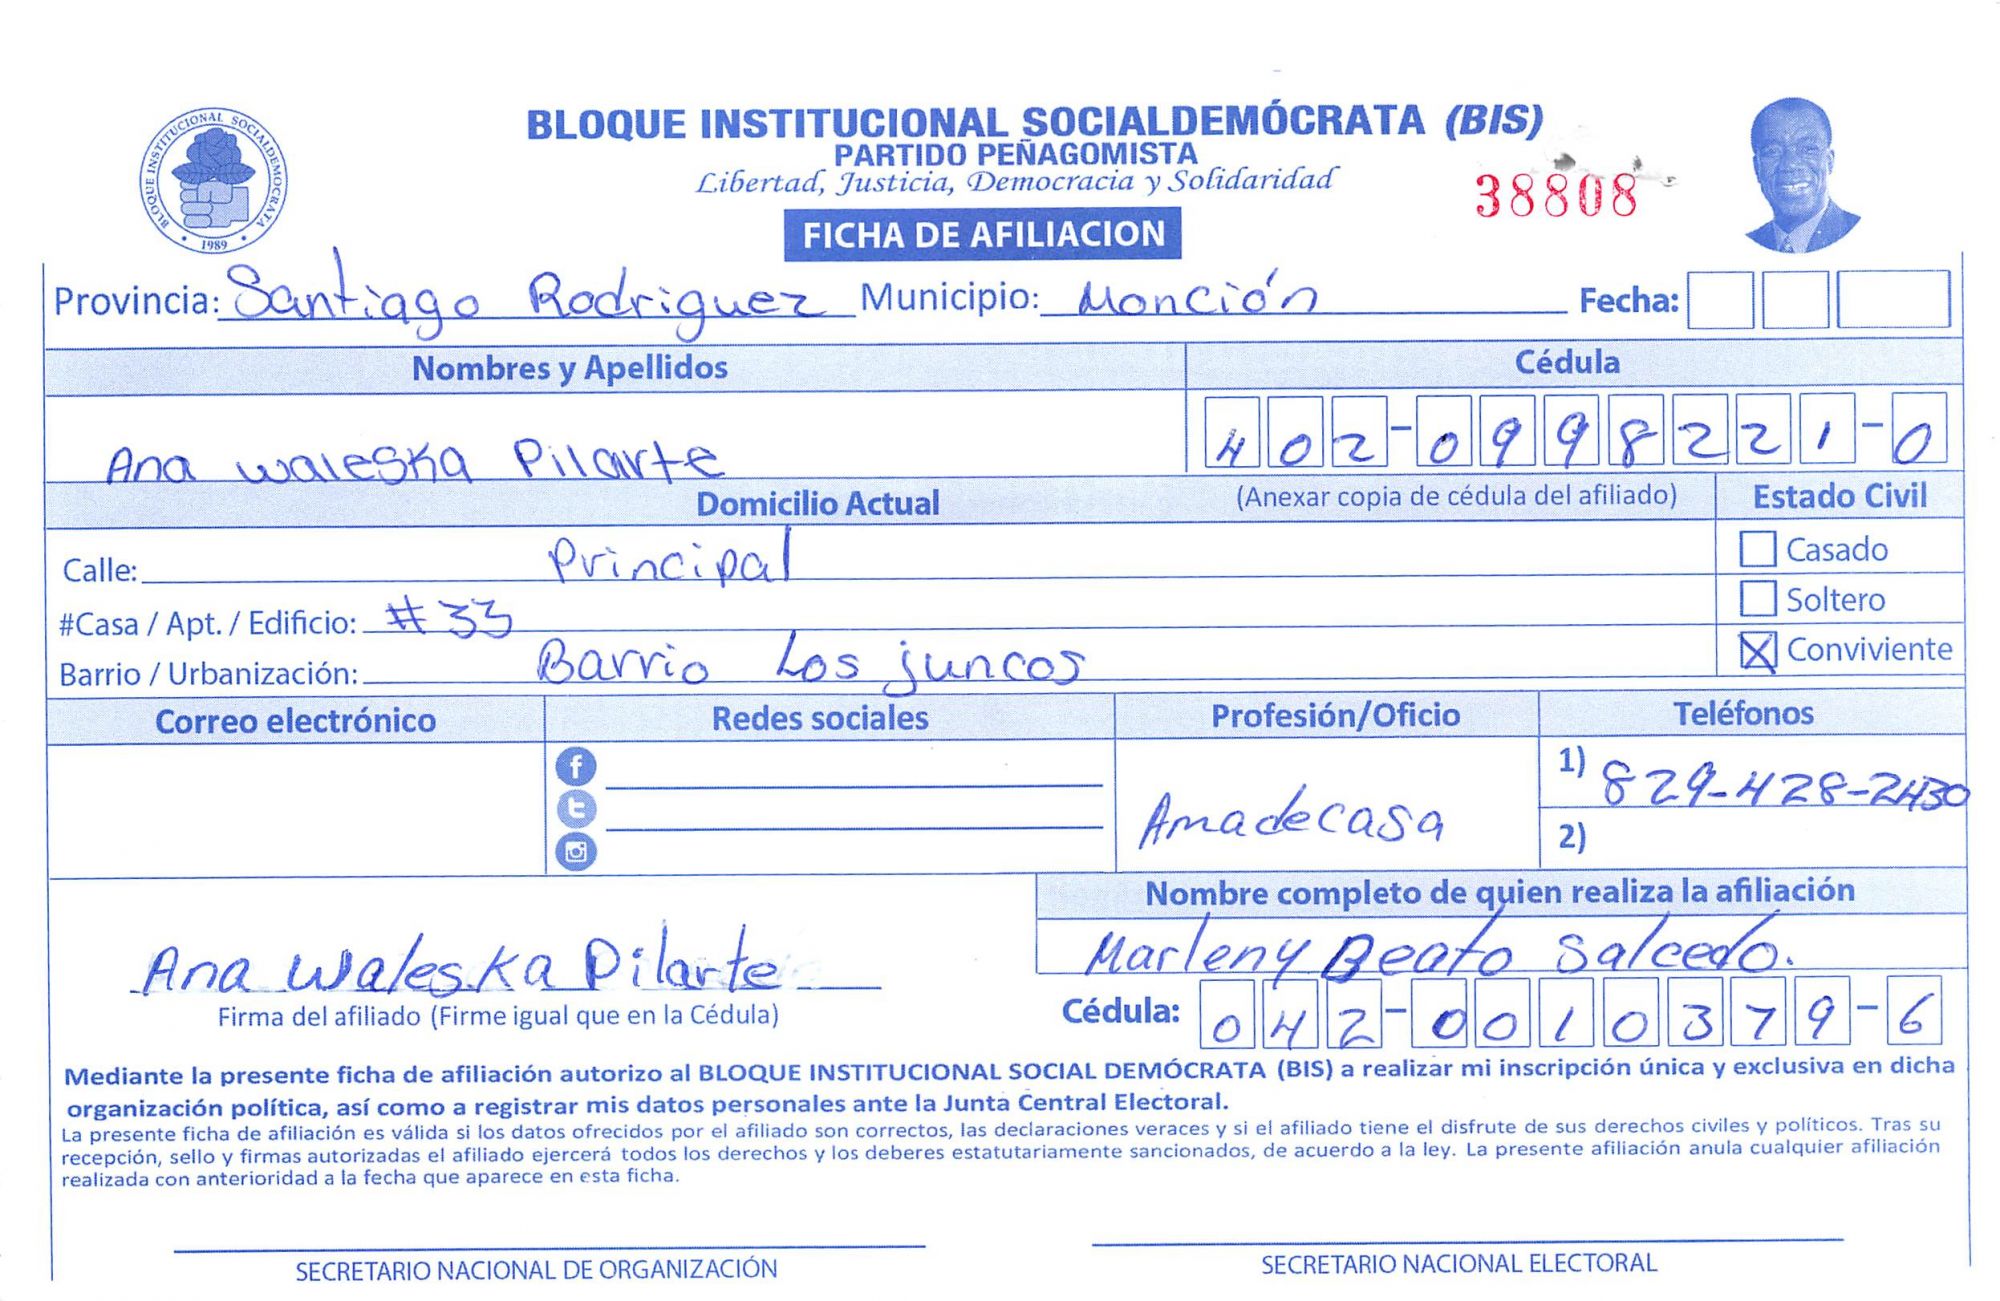 BLOQUE INSTITUCIONAL SOCIALDEMÓCRATA (BIS)
PARTIDO PEÑAGOMISTA
Libertad, Justicia, Democracia y Solidaridad
BLOQUE INSTITUCIONAL SOCIALDEMOCRATA
• 1989 •
38808
FICHA DE AFILIACION
Provincia: Santiago Rodriguez Municipio: Monción Fecha:
Nombres y Apellidos Cédula
Ana waleska Pilarte 402-0998221-0
Domicilio Actual (Anexar copia de cédula del afiliado) Estado Civil
Calle: Principal
Casado
#Casa / Apt. / Edificio: #33
Soltero
Barrio / Urbanización: Barrio Los juncos
Conviviente
Correo electrónico Redes sociales Profesión/Oficio Teléfonos
Amadecasa
1) 829-428-2430
2)
Nombre completo de quien realiza la afiliación
Marleny Beato Salcedo.
Ana Waleska Pilarte
Firma del afiliado (Firme igual que en la Cédula)
Cédula: 042-0010379-6
Mediante la presente ficha de afiliación autorizo al BLOQUE INSTITUCIONAL SOCIAL DEMÓCRATA (BIS) a realizar mi inscripción única y exclusiva en dicha
organización política, así como a registrar mis datos personales ante la Junta Central Electoral.
La presente ficha de afiliación es válida si los datos ofrecidos por el afiliado son correctos, las declaraciones veraces y si el afiliado tiene el disfrute de sus derechos civiles y políticos. Tras su
recepción, sello y firmas autorizadas el afiliado ejercerá todos los derechos y los deberes estatutariamente sancionados, de acuerdo a la ley. La presente afiliación anula cualquier afiliación
realizada con anterioridad a la fecha que aparece en esta ficha.
SECRETARIO NACIONAL DE ORGANIZACIÓN
SECRETARIO NACIONAL ELECTORAL